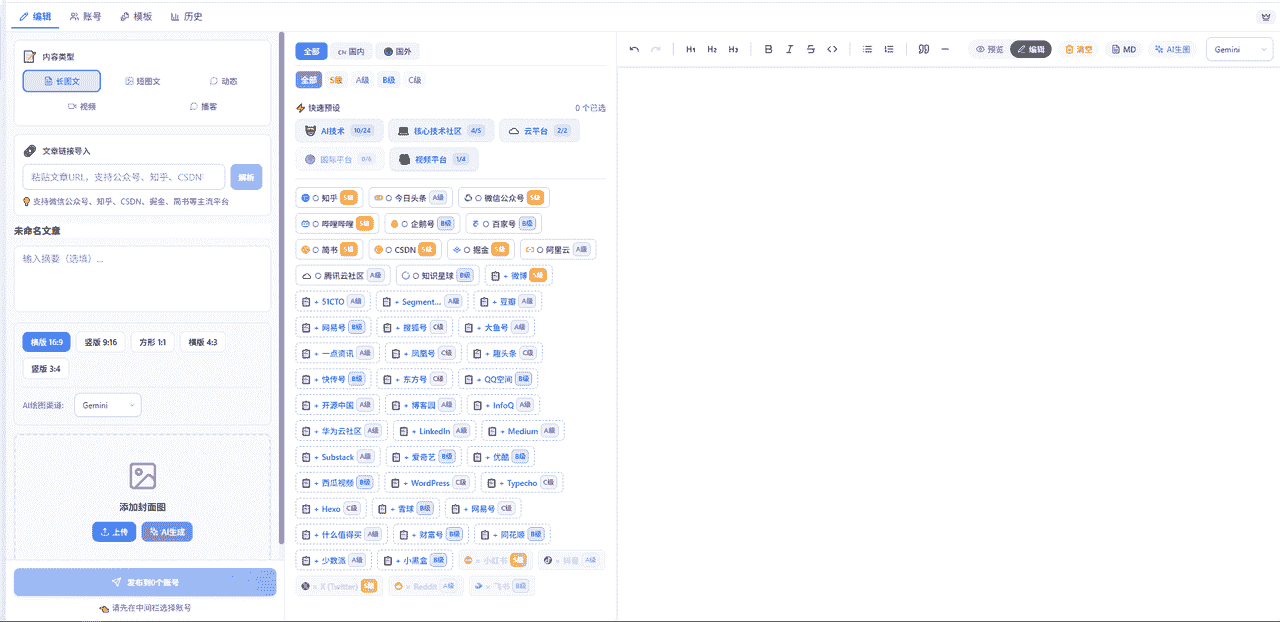 编辑 账号 模板 历史
内容类型
长图文 短图文 动态
视频 播客
文章链接导入
粘贴文章URL，支持公众号、知乎、CSDN 解析
支持微信公众号、知乎、CSDN、掘金、简书等主流平台
未命名文章
输入摘要（选填）...
横版 16:9 竖版 9:16 方形 1:1 横版 4:3
竖版 3:4
AI绘图渠道: Gemini
添加封面图
上传 AI生成
发布到0个账号
请先在中间栏选择账号
全部 CN 国内 国外
全部 S级 A级 B级 C级
快速预设 0 个已选
AI技术 10/24 核心技术社区 4/5 云平台 2/2
国际平台 0/6 视频平台 1/4
知乎 S级 今日头条 A级 微信公众号 S级
哔哩哔哩 S级 企鹅号 B级 百家号 B级
简书 S级 CSDN S级 掘金 S级 阿里云 A级
腾讯云社区 A级 知识星球 B级 + 微博 S级
+ 51CTO A级 + Segment... A级 + 豆瓣 A级
+ 网易号 B级 + 搜狐号 C级 + 大鱼号 A级
+ 一点资讯 A级 + 凤凰号 C级 + 趣头条 C级
+ 快传号 B级 + 东方号 C级 + QQ空间 B级
+ 开源中国 A级 + 博客园 A级 + InfoQ A级
+ 华为云社区 A级 + LinkedIn A级 + Medium A级
+ Substack A级 + 爱奇艺 B级 + 优酷 B级
+ 西瓜视频 B级 + WordPress C级 + Typecho C级
+ Hexo C级 + 雪球 B级 + 网易号 C级
+ 什么值得买 A级 + 财富号 B级 + 同花顺 B级
+ 少数派 A级 + 小黑盒 B级 × 小红书 S级 × 抖音 A级
× X (Twitter) S级 × Reddit A级 × 飞书 B级
H1 H2 H3 B I S 预览 编辑 清空 MD AI生图 Gemini